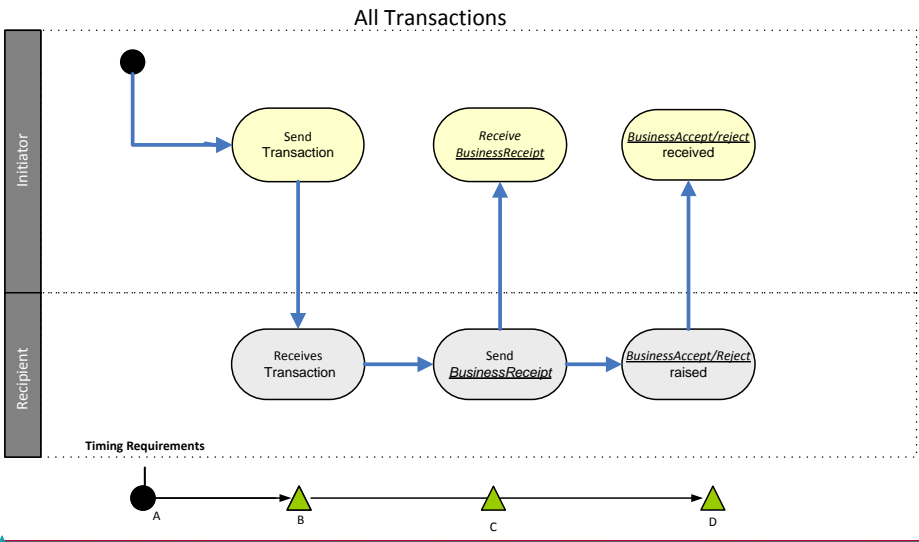 All Transactions
Initiator
Send
Transaction
Receive
BusinessReceipt
BusinessAccept/reject
received
Recipient
Receives
Transaction
Send
BusinessReceipt
BusinessAccept/Reject
raised
Timing Requirements
A
B
C
D